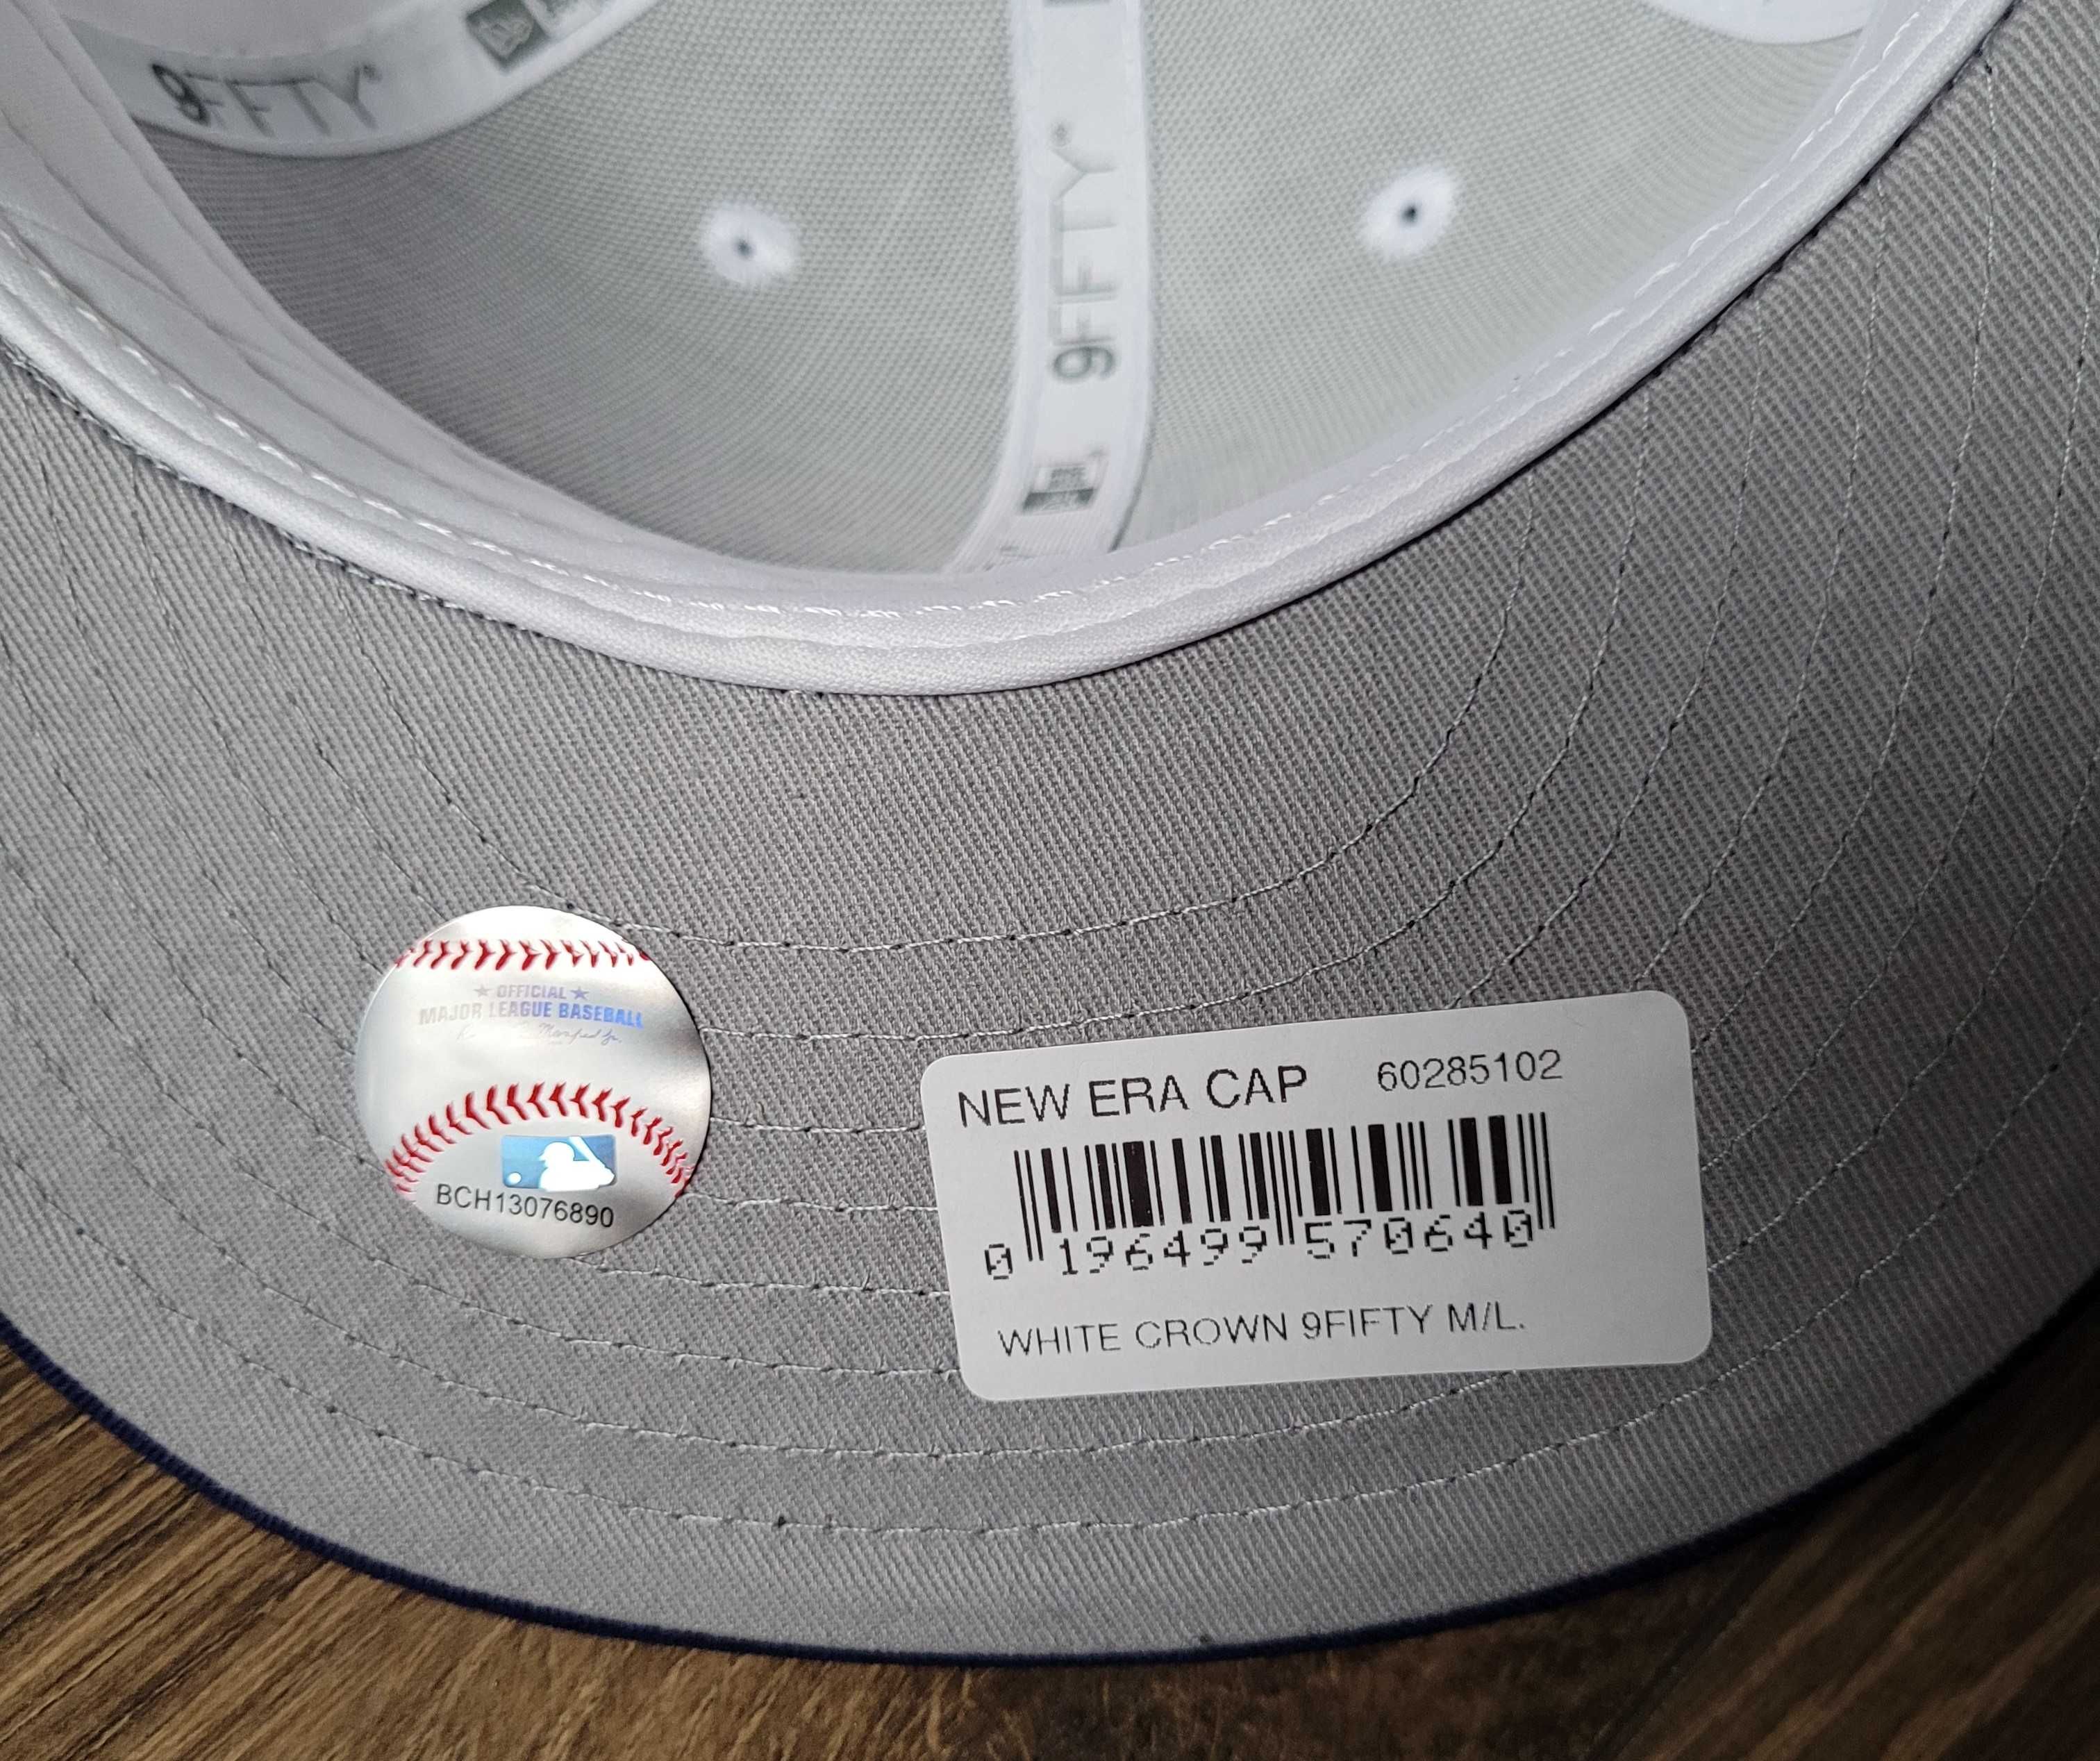 9FIFTY
9FIFTY
OFFICIAL
MAJOR LEAGUE BASEBALL
BCH13076890
NEW ERA CAP 60285102
0 196499 570640
WHITE CROWN 9FIFTY M/L.